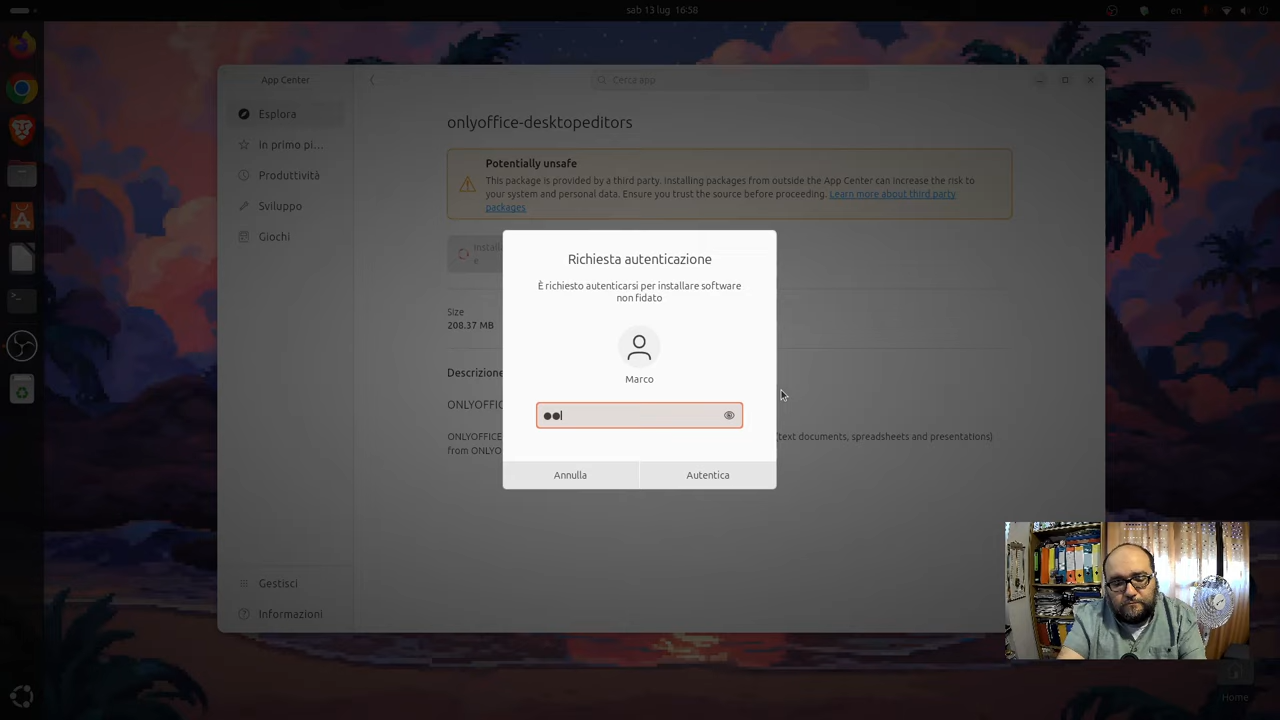 sab 13 lug 16:58
en
App Center
Cerca app
Esplora
In primo pi...
Produttività
Sviluppo
Giochi
Gestisci
Informazioni
onlyoffice-desktopeditors
Potentially unsafe
This package is provided by a third party. Installing packages from outside the App Center can increase the risk to
your system and personal data. Ensure you trust the source before proceeding. Learn more about third party
packages
Size
208.37 MB
Descrizione
Richiesta autenticazione
È richiesto autenticarsi per installare software
non fidato
Marco
Annulla
Autentica
(text documents, spreadsheets and presentations)
Home